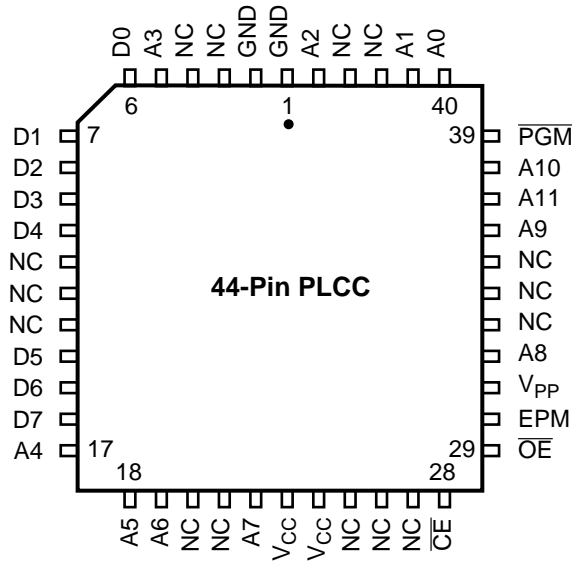 D0 A3 NC NC GND GND A2 NC NC A1 A0
6 1 40
D1 7 39 PGM
D2 A10
D3 A11
D4 A9
NC NC
NC 44-Pin PLCC NC
NC NC
D5 A8
D6 VPP
D7 EPM
A4 17 29 OE
18 28
A5 A6 NC NC A7 VCC VCC NC NC NC CE